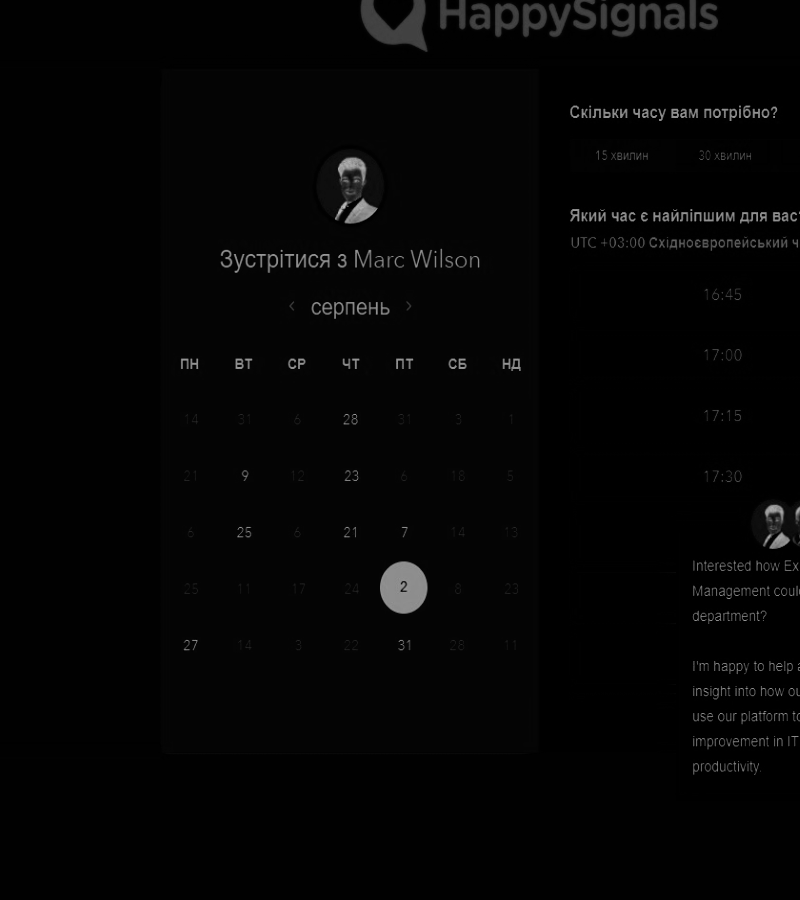 HappySignals
Зустрітися з Marc Wilson
серпень
ПН ВТ СР ЧТ ПТ СБ НД
14 31 6 28 31 3 1
21 9 12 23 6 18 5
6 25 6 21 7 14 13
25 11 17 24 2 8 23
27 14 3 22 31 28 11
Скільки часу вам потрібно?
15 хвилин 30 хвилин
Який час є найліпшим для вас
UTC +03:00 Східноєвропейський ч
16:45
17:00
17:15
17:30
Interested how Ex
Management coul
department?
I'm happy to help a
insight into how ou
use our platform to
improvement in IT
productivity.